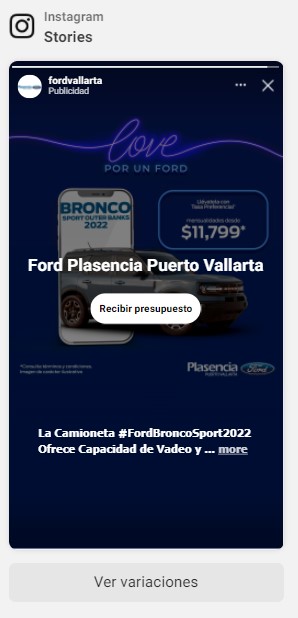 Instagram
Stories
fordvallarta
Publicidad
love
POR UN FORD
BRONCO
SPORT OUTER BANKS
2022
Llévatela con
Tasa Preferencial*
mensualidades desde
$11,799*
Ford Plasencia Puerto Vallarta
Recibir presupuesto
*Consulta términos y condiciones.
Imagen de carácter ilustrativo.
Plasencia Ford
PUERTO VALLARTA
La Camioneta #FordBroncoSport2022
Ofrece Capacidad de Vadeo y ... more
Ver variaciones